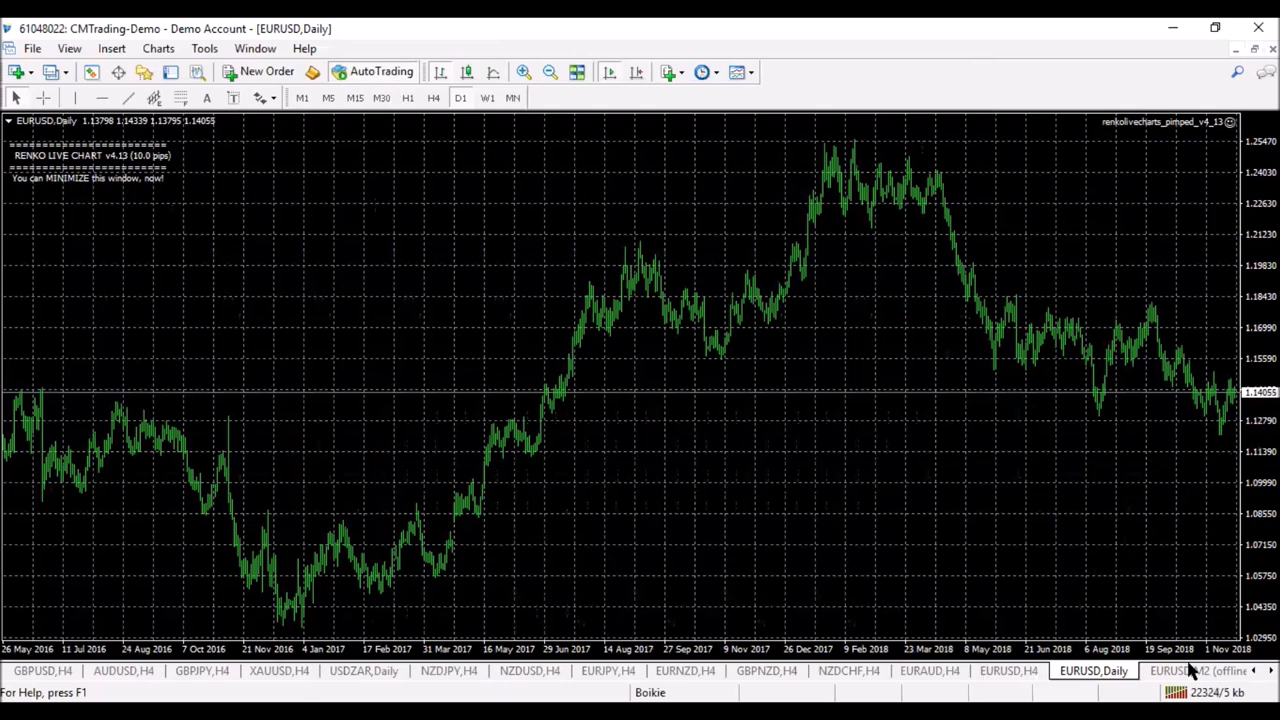 61048022: CMTrading-Demo - Demo Account - [EURUSD,Daily]
File View Insert Charts Tools Window Help
New Order AutoTrading
A T M1 M5 M15 M30 H1 H4 D1 W1 MN
EURUSD,Daily 1.13798 1.14339 1.13795 1.14055
renkolivecharts_pimped_v4_13
========================
RENKO LIVE CHART v4.13 (10.0 pips)
========================
You can MINIMIZE this window, now!
1.25470
1.24030
1.22630
1.21230
1.19830
1.18430
1.16990
1.15590
1.14055
1.12790
1.11390
1.09990
1.08550
1.07150
1.05750
1.04350
1.02950
26 May 2016 11 Jul 2016 24 Aug 2016 7 Oct 2016 21 Nov 2016 4 Jan 2017 17 Feb 2017 31 Mar 2017 16 May 2017 29 Jun 2017 14 Aug 2017 27 Sep 2017 9 Nov 2017 26 Dec 2017 9 Feb 2018 23 Mar 2018 8 May 2018 21 Jun 2018 6 Aug 2018 19 Sep 2018 1 Nov 2018
GBPUSD,H4 AUDUSD,H4 GBPJPY,H4 XAUUSD,H4 USDZAR,Daily NZDJPY,H4 NZDUSD,H4 EURJPY,H4 EURNZD,H4 GBPNZD,H4 NZDCHF,H4 EURAUD,H4 EURUSD,H4 EURUSD,Daily (offline
For Help, press F1 Boikie 22324/5 kb